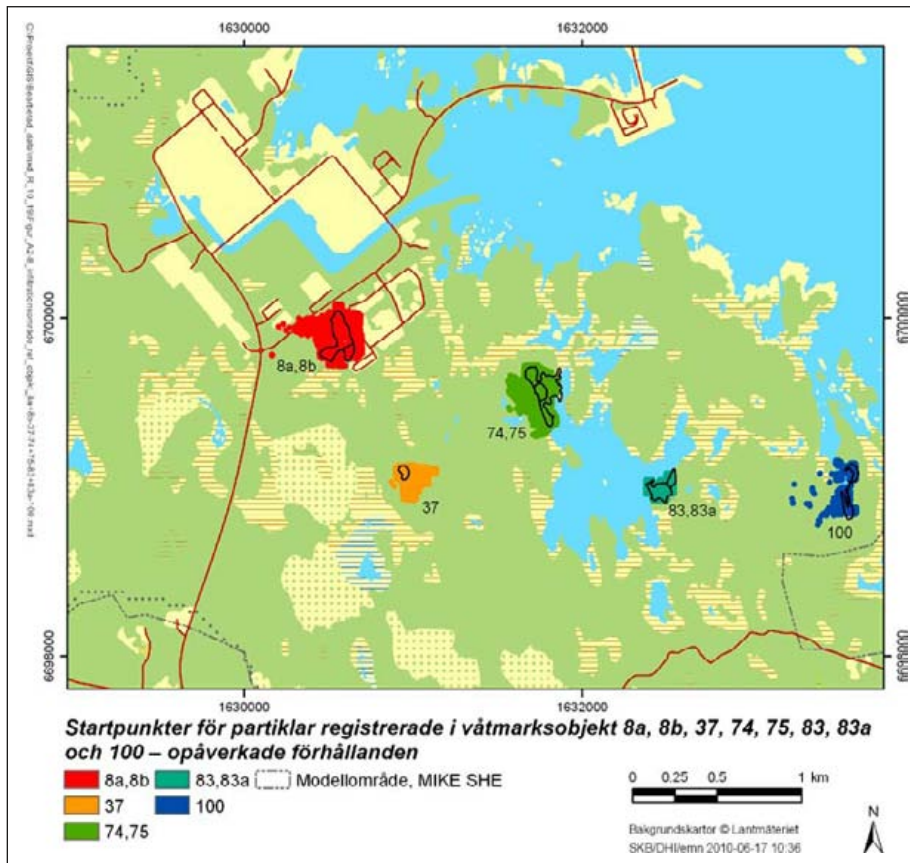 1630000
1632000
6700000
6700000
8a,8b
74,75
37
83,83a
100
6698000
6698000
1630000
1632000
Startpunkter för partiklar registrerade i våtmarksobjekt 8a, 8b, 37, 74, 75, 83, 83a
och 100 – opåverkade förhållanden
8a,8b
83,83a
Modellområde, MIKE SHE
37
100
74,75
0 0.25 0.5 1 km
N
Bakgrundskartor © Lantmäteriet
SKB/DHI/emn 2010-06-17 10:36